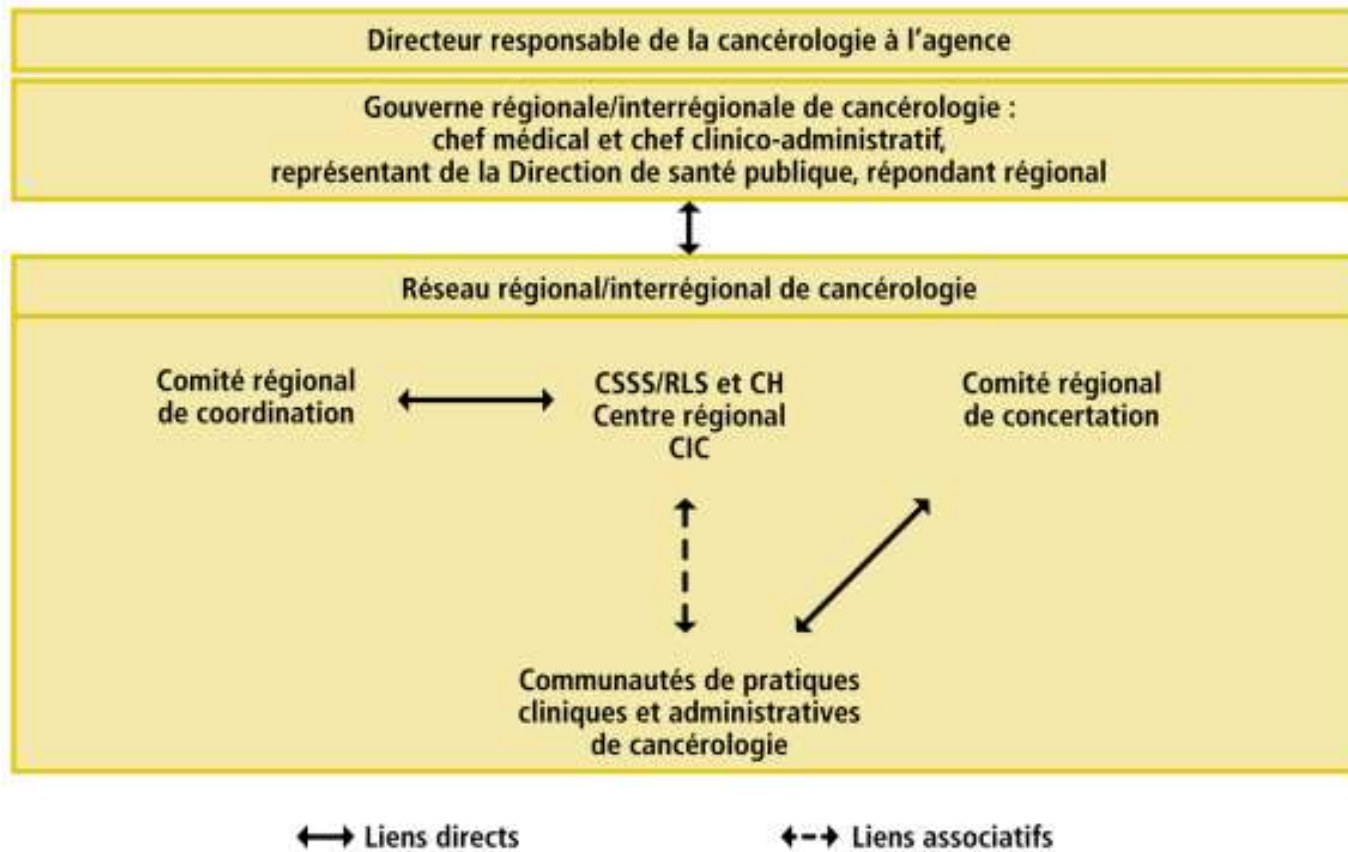 Directeur responsable de la cancérologie à l'agence
Gouverne régionale/interrégionale de cancérologie :
chef médical et chef clinico-administratif,
représentant de la Direction de santé publique, répondant régional
Réseau régional/interrégional de cancérologie
Comité régional
de coordination
CSSS/RLS et CH
Centre régional
CIC
Comité régional
de concertation
Communautés de pratiques
cliniques et administratives
de cancérologie
Liens directs
Liens associatifs